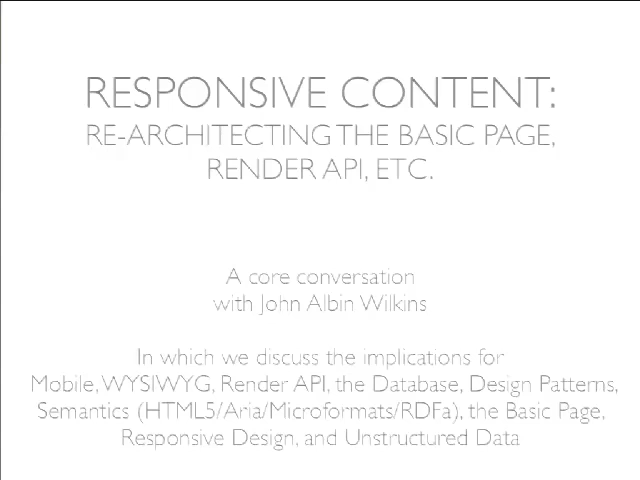 RESPONSIVE CONTENT:
RE-ARCHITECTING THE BASIC PAGE,
RENDER API, ETC.
A core conversation
with John Albin Wilkins
In which we discuss the implications for
Mobile, WYSIWYG, Render API, the Database, Design Patterns,
Semantics (HTML5/Aria/Microformats/RDFa), the Basic Page,
Responsive Design, and Unstructured Data